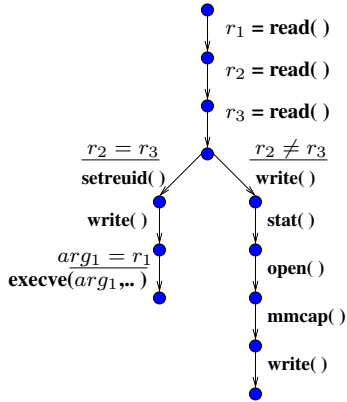 r₁ = read( )
r₂ = read( )
r₃ = read( )
r₂ = r₃
setreuid( )
write( )
arg₁ = r₁
execve(arg₁,.. )
r₂ ≠ r₃
write( )
stat( )
open( )
mmcap( )
write( )